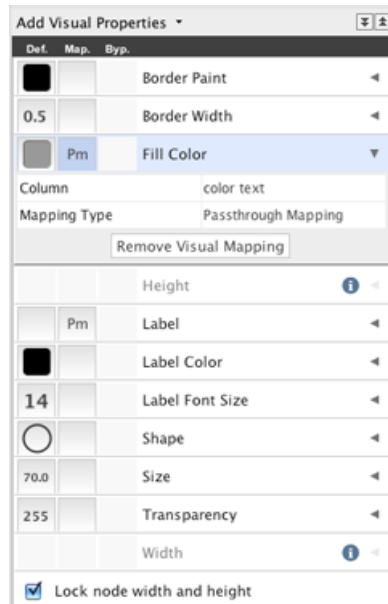 Add Visual Properties
Def. Map. Byp.
Border Paint
0.5 Border Width
Pm Fill Color
Column color text
Mapping Type Passthrough Mapping
Remove Visual Mapping
Height i
Pm Label
Label Color
14 Label Font Size
Shape
70.0 Size
255 Transparency
Width i
Lock node width and height